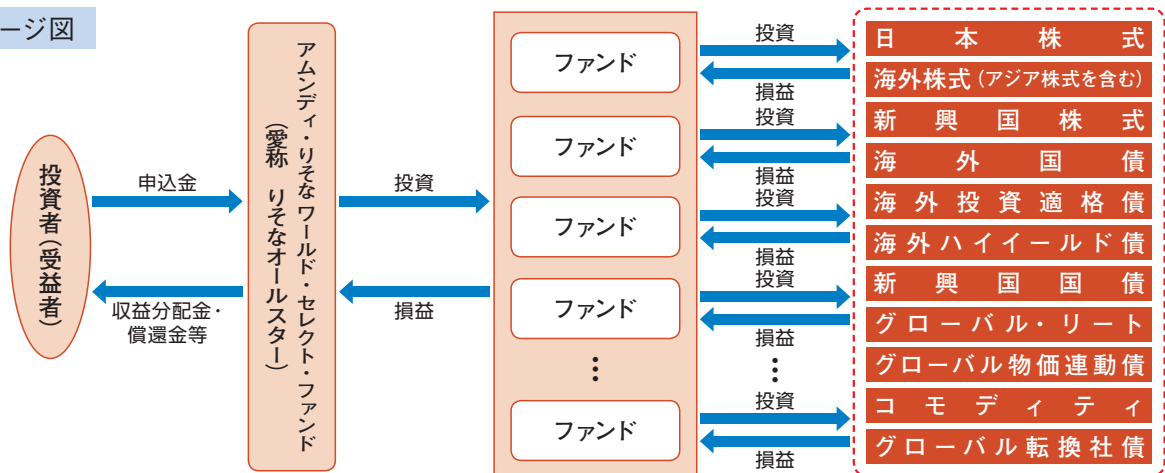 ージ図
投資者(受益者)
申込金
収益分配金・
償還金等
アムンディ・りそな ワールド・セレクト・ファンド
(愛称 りそなオールスター)
投資
損益
ファンド
ファンド
ファンド
ファンド
⋮
ファンド
投資
損益
投資
損益
投資
損益
投資
損益
⋮
投資
損益
日本株式
海外株式(アジア株式を含む)
新興国株式
海外国債
海外投資適格債
海外ハイイールド債
新興国国債
グローバル・リート
グローバル物価連動債
コモディティ
グローバル転換社債